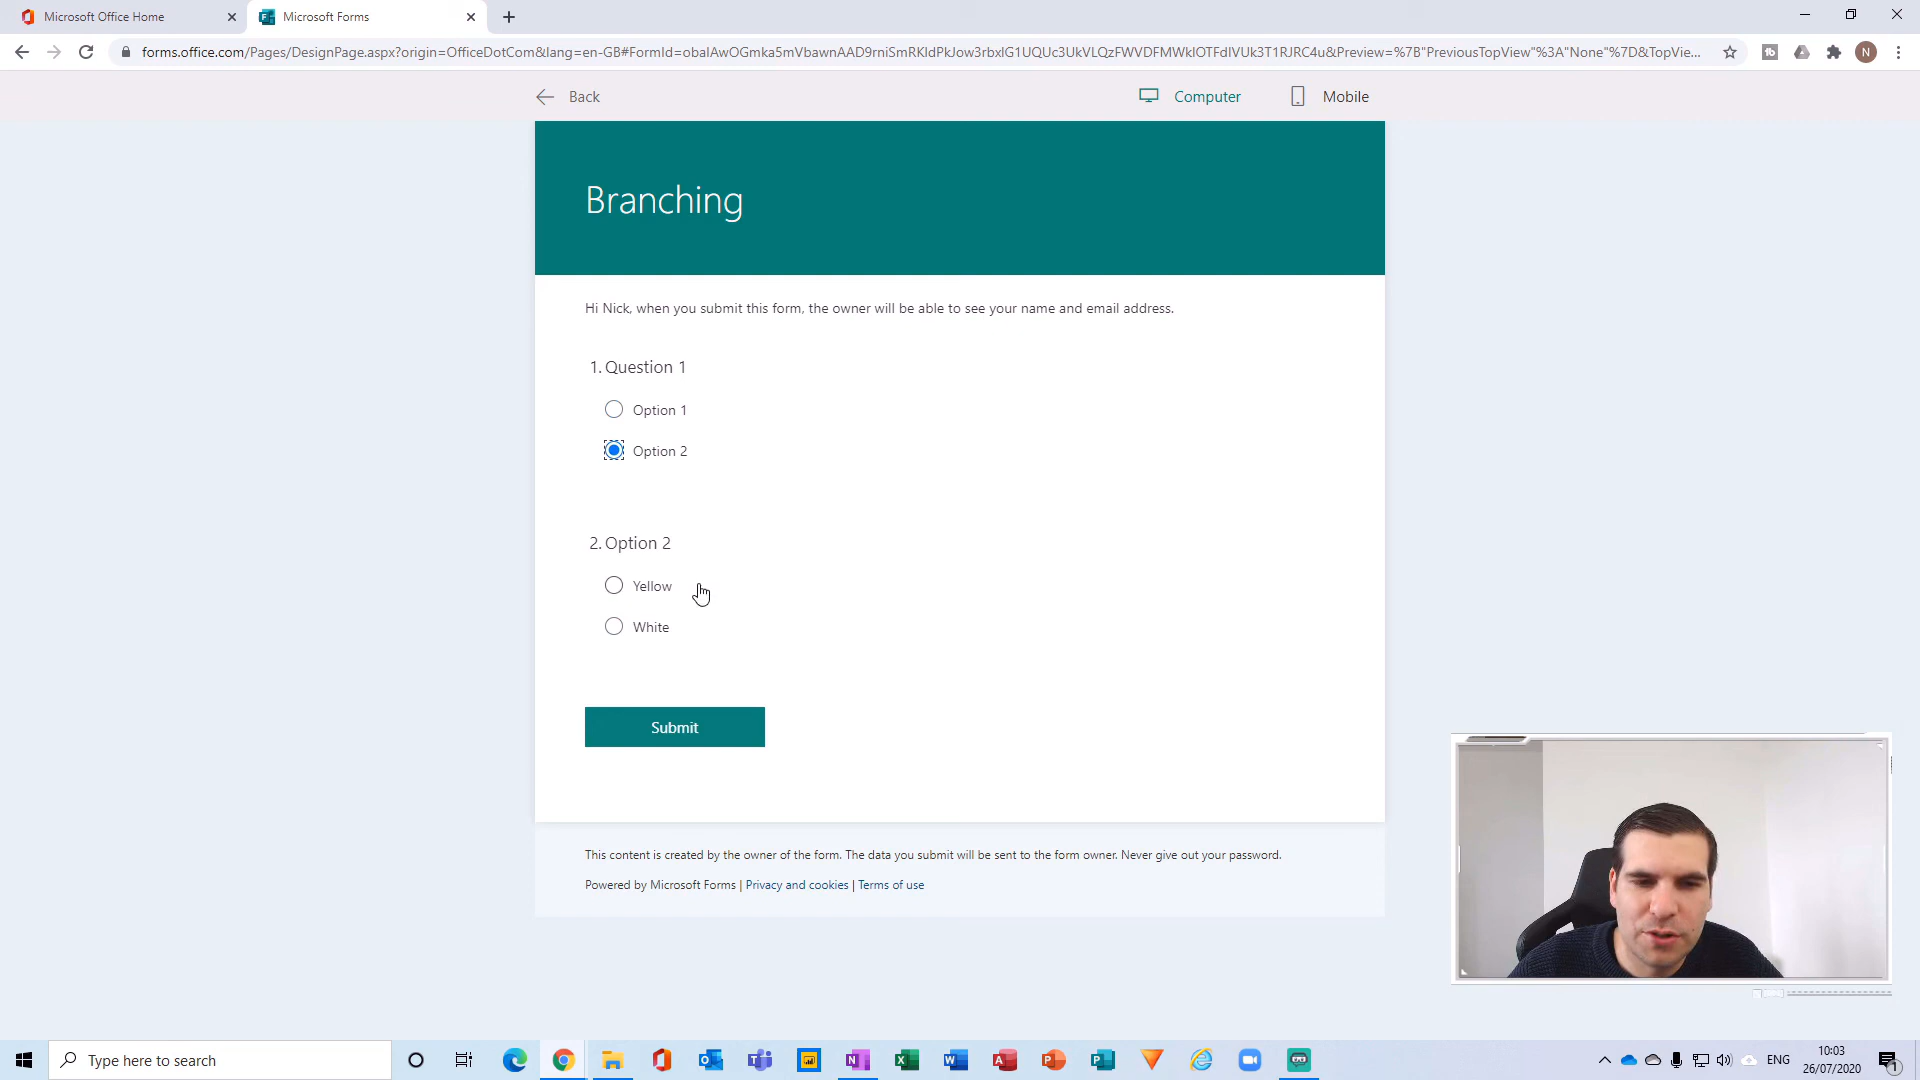 Microsoft Office Home
Microsoft Forms
forms.office.com/Pages/DesignPage.aspx?origin=OfficeDotCom&lang=en-GB#FormId=obaIAwOGmka5mVbawnAAD9rniSmRKldPkJow3rbxlG1UQUc3UkVLQzFWVDFMWklOTFdIVUk3T1RJRC4u&Preview=%7B"PreviousTopView"%3A"None"%7D&TopVie...
N
Back
Computer
Mobile
Branching
Hi Nick, when you submit this form, the owner will be able to see your name and email address.
1. Question 1
Option 1
Option 2
2. Option 2
Yellow
White
Submit
This content is created by the owner of the form. The data you submit will be sent to the form owner. Never give out your password.
Powered by Microsoft Forms | Privacy and cookies | Terms of use
Type here to search
ENG
10:03
26/07/2020
1